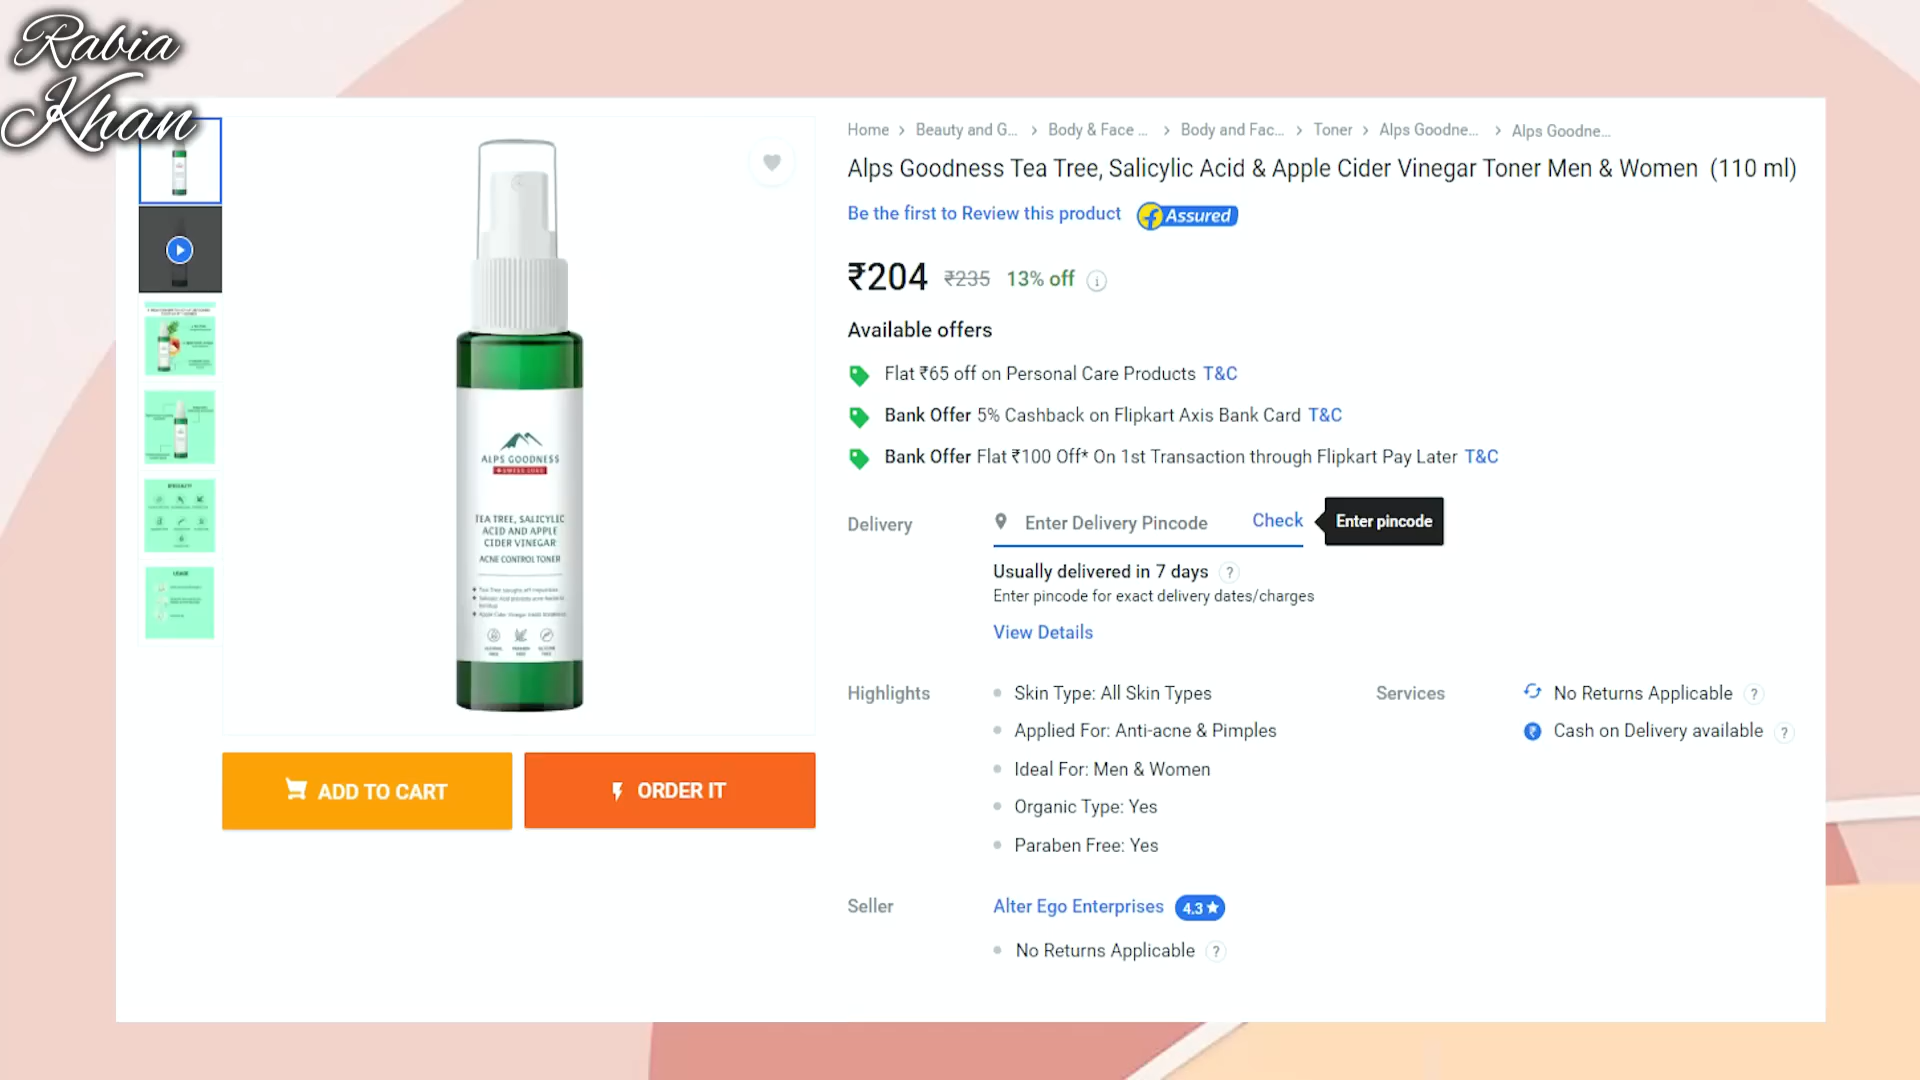 Rabia
Khan
Home > Beauty and G... > Body & Face ... > Body and Fac... > Toner > Alps Goodne... > Alps Goodne...
Alps Goodness Tea Tree, Salicylic Acid & Apple Cider Vinegar Toner Men & Women (110 ml)
Be the first to Review this product
Assured
₹204 ₹235 13% off
Available offers
Flat ₹65 off on Personal Care Products T&C
Bank Offer 5% Cashback on Flipkart Axis Bank Card T&C
Bank Offer Flat ₹100 Off* On 1st Transaction through Flipkart Pay Later T&C
Delivery
Enter Delivery Pincode Check
Enter pincode
Usually delivered in 7 days ?
Enter pincode for exact delivery dates/charges
View Details
Highlights
Skin Type: All Skin Types
Applied For: Anti-acne & Pimples
Ideal For: Men & Women
Organic Type: Yes
Paraben Free: Yes
Services
No Returns Applicable ?
Cash on Delivery available ?
Seller
Alter Ego Enterprises 4.3
No Returns Applicable ?
ALPS GOODNESS
TEA TREE, SALICYLIC
ACID AND APPLE
CIDER VINEGAR
ACNE CONTROL TONER
SPECIALITY
USAGE
ADD TO CART
ORDER IT